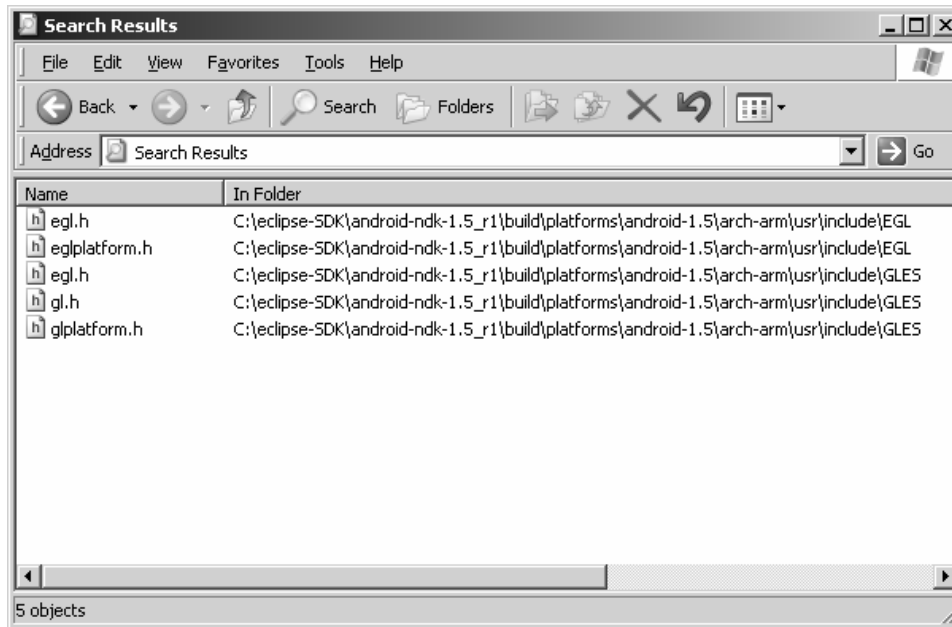 Search Results
File Edit View Favorites Tools Help
Back Search Folders
Address Search Results Go
Name In Folder
egl.h C:\eclipse-SDK\android-ndk-1.5_r1\build\platforms\android-1.5\arch-arm\usr\include\EGL
eglplatform.h C:\eclipse-SDK\android-ndk-1.5_r1\build\platforms\android-1.5\arch-arm\usr\include\EGL
egl.h C:\eclipse-SDK\android-ndk-1.5_r1\build\platforms\android-1.5\arch-arm\usr\include\GLES
gl.h C:\eclipse-SDK\android-ndk-1.5_r1\build\platforms\android-1.5\arch-arm\usr\include\GLES
glplatform.h C:\eclipse-SDK\android-ndk-1.5_r1\build\platforms\android-1.5\arch-arm\usr\include\GLES
5 objects